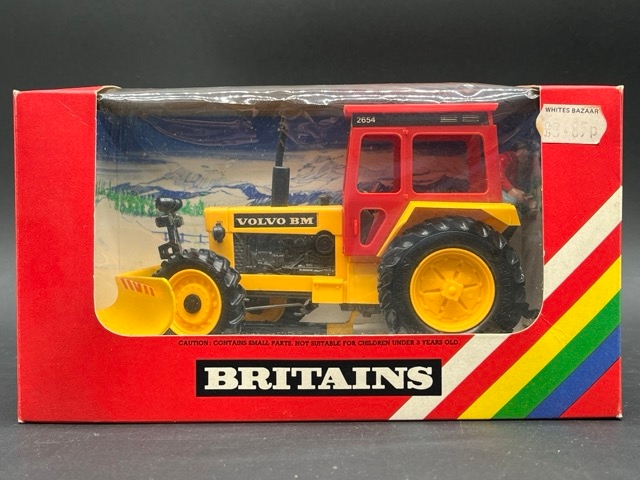 WHITES BAZAAR
2654
VOLVO BM
CAUTION: CONTAINS SMALL PARTS. NOT SUITABLE FOR CHILDREN UNDER 3 YEARS OLD.
BRITAINS